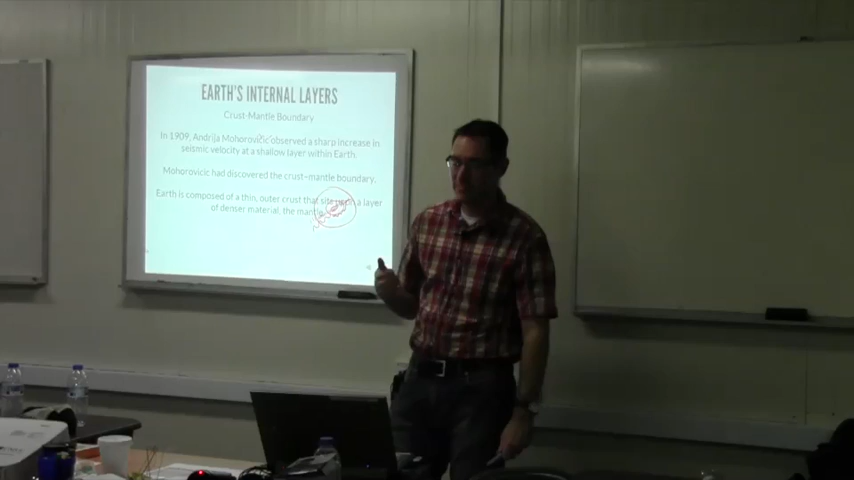 EARTH'S INTERNAL LAYERS
Crust-Mantle Boundary
In 1909, Andrija Mohorovičić observed a sharp increase in
seismic velocity at a shallow layer within Earth.
Mohorovicic had discovered the crust-mantle boundary.
Earth is composed of a thin, outer crust that sits upon a layer
of denser material, the mantle